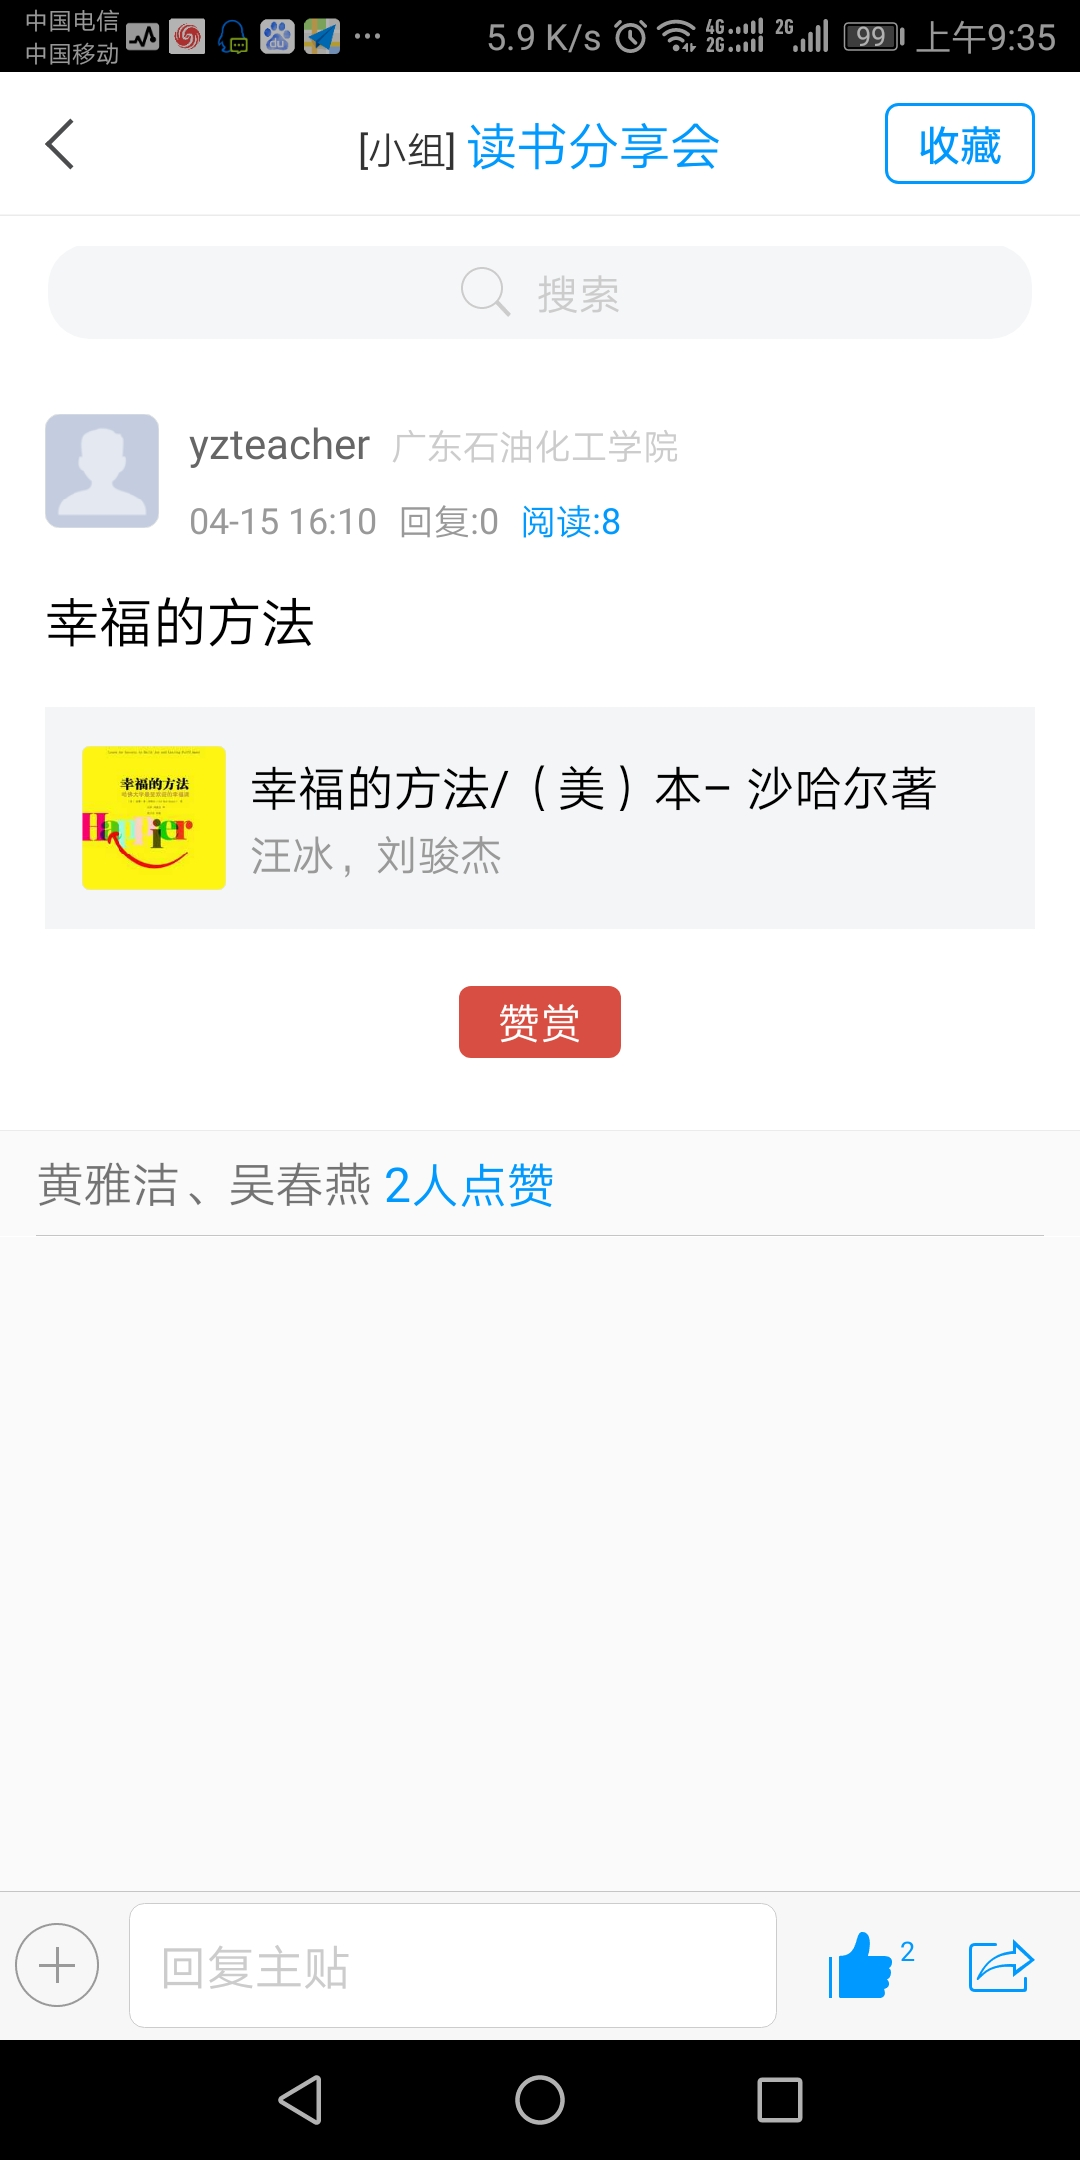 中国电信
中国移动
5.9 K/s 4G 2G 2G 99 上午9:35
[小组] 读书分享会
收藏
搜索
yzteacher 广东石油化工学院
04-15 16:10 回复:0 阅读:8
幸福的方法
幸福的方法
Happier
幸福的方法/（美）本- 沙哈尔著
汪冰，刘骏杰
赞赏
黄雅洁、吴春燕 2人点赞
回复主贴
2